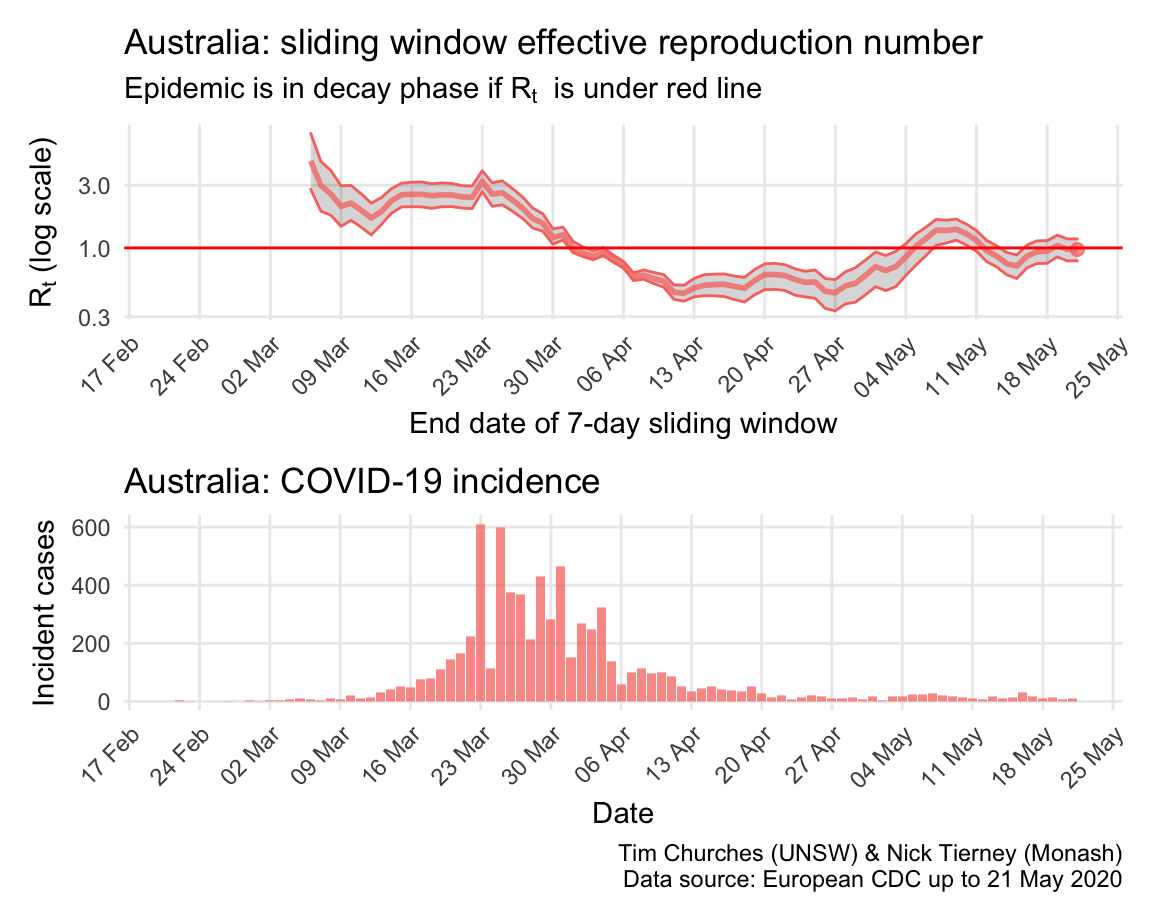 Australia: sliding window effective reproduction number
Epidemic is in decay phase if Rt is under red line
Rt (log scale)
3.0
1.0
0.3
17 Feb
24 Feb
02 Mar
09 Mar
16 Mar
23 Mar
30 Mar
06 Apr
13 Apr
20 Apr
27 Apr
04 May
11 May
18 May
25 May
End date of 7-day sliding window
Australia: COVID-19 incidence
Incident cases
600
400
200
0
17 Feb
24 Feb
02 Mar
09 Mar
16 Mar
23 Mar
30 Mar
06 Apr
13 Apr
20 Apr
27 Apr
04 May
11 May
18 May
25 May
Date
Tim Churches (UNSW) & Nick Tierney (Monash)
Data source: European CDC up to 21 May 2020